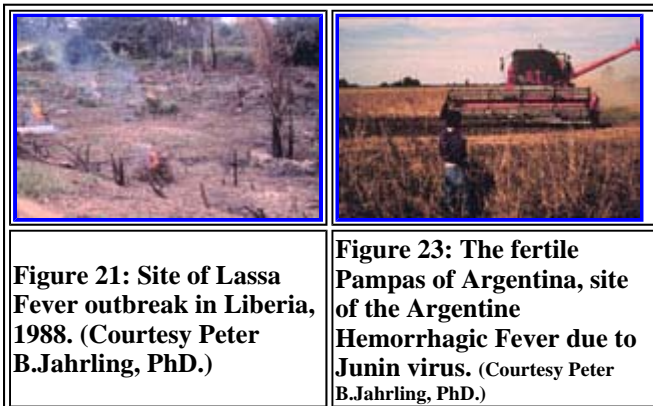 Figure 21: Site of Lassa
Fever outbreak in Liberia,
1988. (Courtesy Peter
B.Jahrling, PhD.)
Figure 23: The fertile
Pampas of Argentina, site
of the Argentine
Hemorrhagic Fever due to
Junin virus. (Courtesy Peter
B.Jahrling, PhD.)